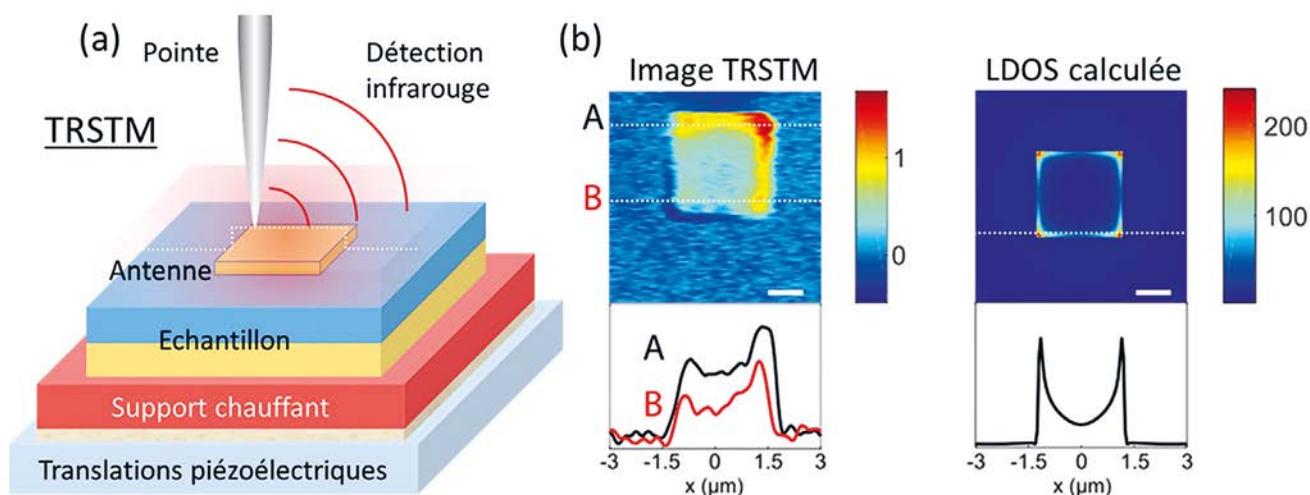 (a)
Pointe
Détection
infrarouge
TRSTM
Antenne
Echantillon
Support chauffant
Translations piézoélectriques
(b)
Image TRSTM
A
B
1
0
A
B
-3 -1.5 0 1.5 3
x (µm)
LDOS calculée
200
100
-3 -1.5 0 1.5 3
x (µm)